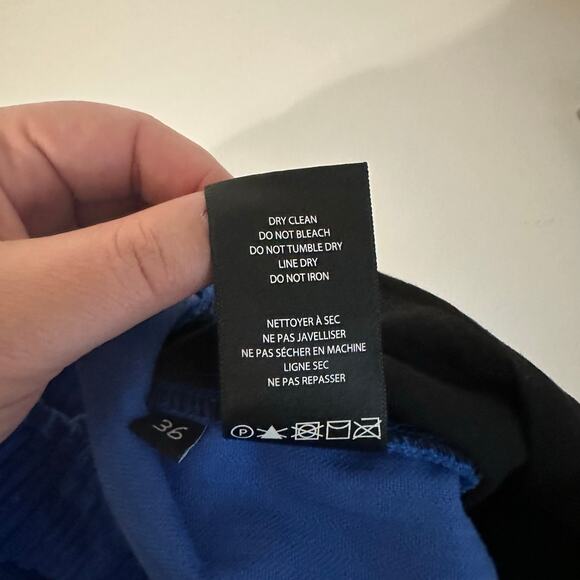 DRY CLEAN
DO NOT BLEACH
DO NOT TUMBLE DRY
LINE DRY
DO NOT IRON
NETTOYER À SEC
NE PAS JAVELLISER
NE PAS SÉCHER EN MACHINE
LIGNE SEC
NE PAS REPASSER
P
36